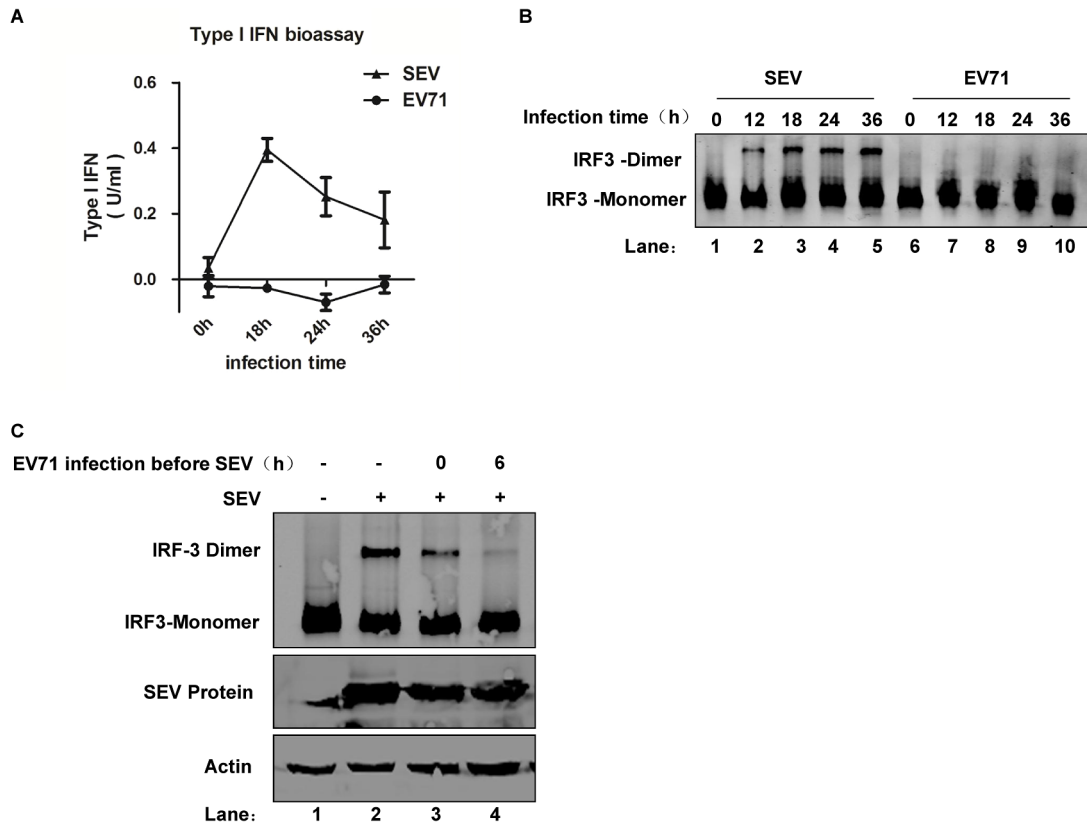 A
Type I IFN bioassay
SEV
EV71
0.6
0.4
0.2
0.0
Type I IFN
( U/ml )
0h
18h
24h
36h
infection time
B
SEV
EV71
Infection time（h）
0 12 18 24 36 0 12 18 24 36
IRF3 -Dimer
IRF3 -Monomer
Lane： 1 2 3 4 5 6 7 8 9 10
C
EV71 infection before SEV（h） - - 0 6
SEV - + + +
IRF-3 Dimer
IRF3-Monomer
SEV Protein
Actin
Lane： 1 2 3 4